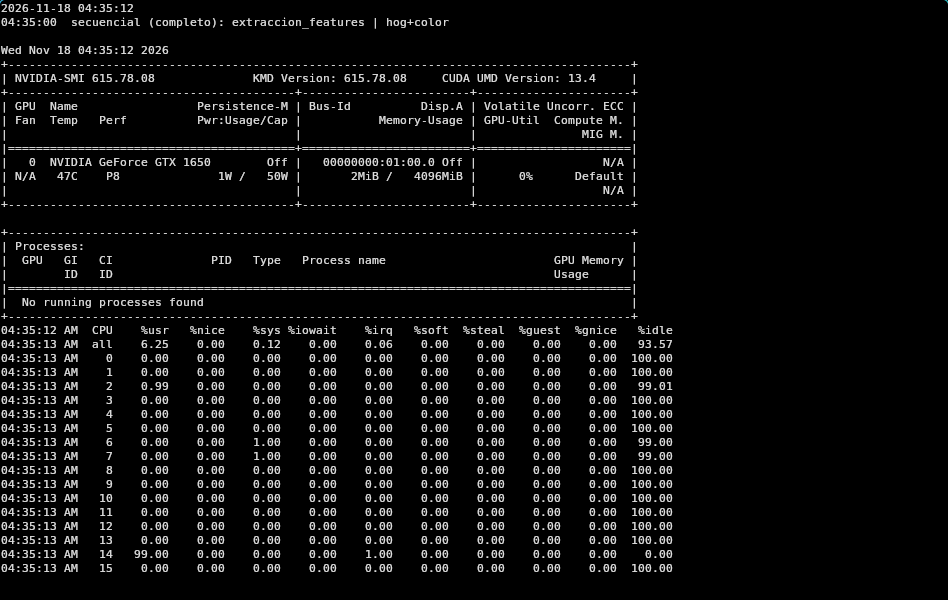 2026-11-18 04:35:12
04:35:00  secuencial (completo): extraccion_features | hog+color

Wed Nov 18 04:35:12 2026
+-----------------------------------------------------------------------------------------+
| NVIDIA-SMI 615.78.08              KMD Version: 615.78.08     CUDA UMD Version: 13.4     |
+-----------------------------------------+------------------------+----------------------+
| GPU  Name                 Persistence-M | Bus-Id          Disp.A | Volatile Uncorr. ECC |
| Fan  Temp   Perf          Pwr:Usage/Cap |           Memory-Usage | GPU-Util  Compute M. |
|                                         |                        |               MIG M. |
|=========================================+========================+======================|
|   0  NVIDIA GeForce GTX 1650        Off |   00000000:01:00.0 Off |                  N/A |
| N/A   47C    P8              1W /   50W |       2MiB /   4096MiB |      0%      Default |
|                                         |                        |                  N/A |
+-----------------------------------------+------------------------+----------------------+

+-----------------------------------------------------------------------------------------+
| Processes:                                                                              |
|  GPU   GI   CI              PID   Type   Process name                        GPU Memory |
|        ID   ID                                                               Usage      |
|=========================================================================================|
|  No running processes found                                                             |
+-----------------------------------------------------------------------------------------+
04:35:12 AM  CPU    %usr   %nice    %sys %iowait    %irq   %soft  %steal  %guest  %gnice   %idle
04:35:13 AM  all    6.25    0.00    0.12    0.00    0.06    0.00    0.00    0.00    0.00   93.57
04:35:13 AM    0    0.00    0.00    0.00    0.00    0.00    0.00    0.00    0.00    0.00  100.00
04:35:13 AM    1    0.00    0.00    0.00    0.00    0.00    0.00    0.00    0.00    0.00  100.00
04:35:13 AM    2    0.99    0.00    0.00    0.00    0.00    0.00    0.00    0.00    0.00   99.01
04:35:13 AM    3    0.00    0.00    0.00    0.00    0.00    0.00    0.00    0.00    0.00  100.00
04:35:13 AM    4    0.00    0.00    0.00    0.00    0.00    0.00    0.00    0.00    0.00  100.00
04:35:13 AM    5    0.00    0.00    0.00    0.00    0.00    0.00    0.00    0.00    0.00  100.00
04:35:13 AM    6    0.00    0.00    1.00    0.00    0.00    0.00    0.00    0.00    0.00   99.00
04:35:13 AM    7    0.00    0.00    1.00    0.00    0.00    0.00    0.00    0.00    0.00   99.00
04:35:13 AM    8    0.00    0.00    0.00    0.00    0.00    0.00    0.00    0.00    0.00  100.00
04:35:13 AM    9    0.00    0.00    0.00    0.00    0.00    0.00    0.00    0.00    0.00  100.00
04:35:13 AM   10    0.00    0.00    0.00    0.00    0.00    0.00    0.00    0.00    0.00  100.00
04:35:13 AM   11    0.00    0.00    0.00    0.00    0.00    0.00    0.00    0.00    0.00  100.00
04:35:13 AM   12    0.00    0.00    0.00    0.00    0.00    0.00    0.00    0.00    0.00  100.00
04:35:13 AM   13    0.00    0.00    0.00    0.00    0.00    0.00    0.00    0.00    0.00  100.00
04:35:13 AM   14   99.00    0.00    0.00    0.00    1.00    0.00    0.00    0.00    0.00    0.00
04:35:13 AM   15    0.00    0.00    0.00    0.00    0.00    0.00    0.00    0.00    0.00  100.00